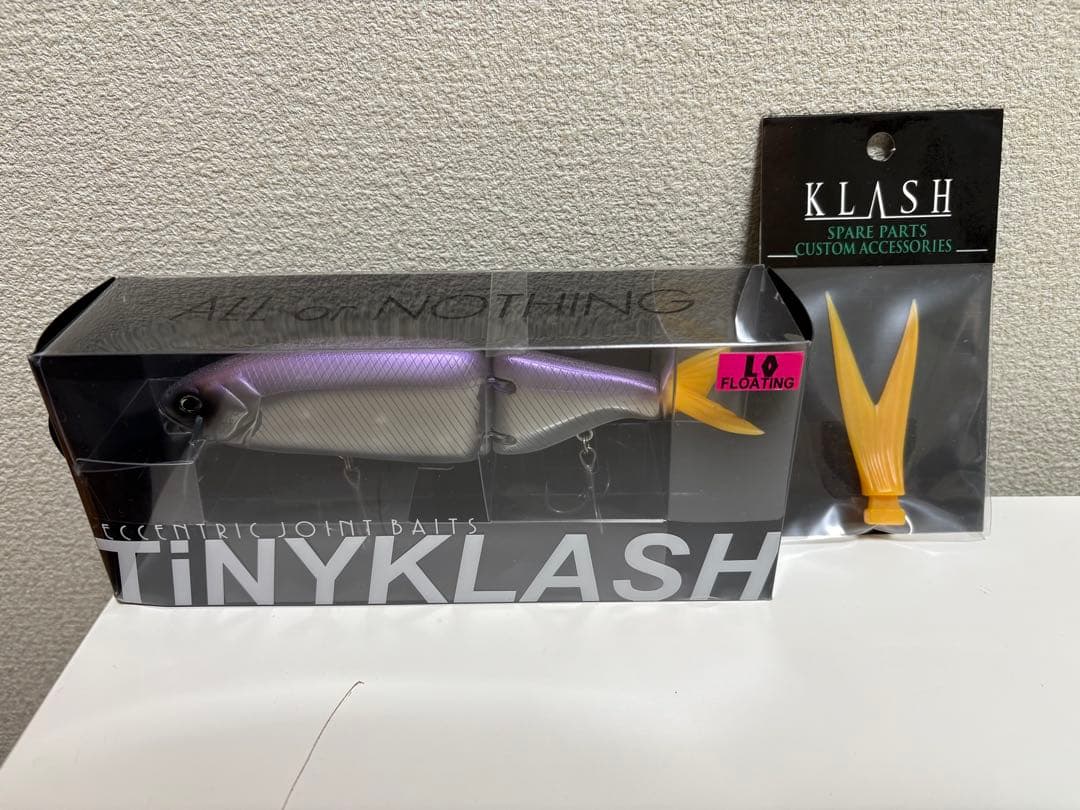 ALL or NOTHING
LO
FLOATING
ECCENTRIC JOINT BAITS
TiNYKLASH
KLASH
SPARE PARTS
CUSTOM ACCESSORIES